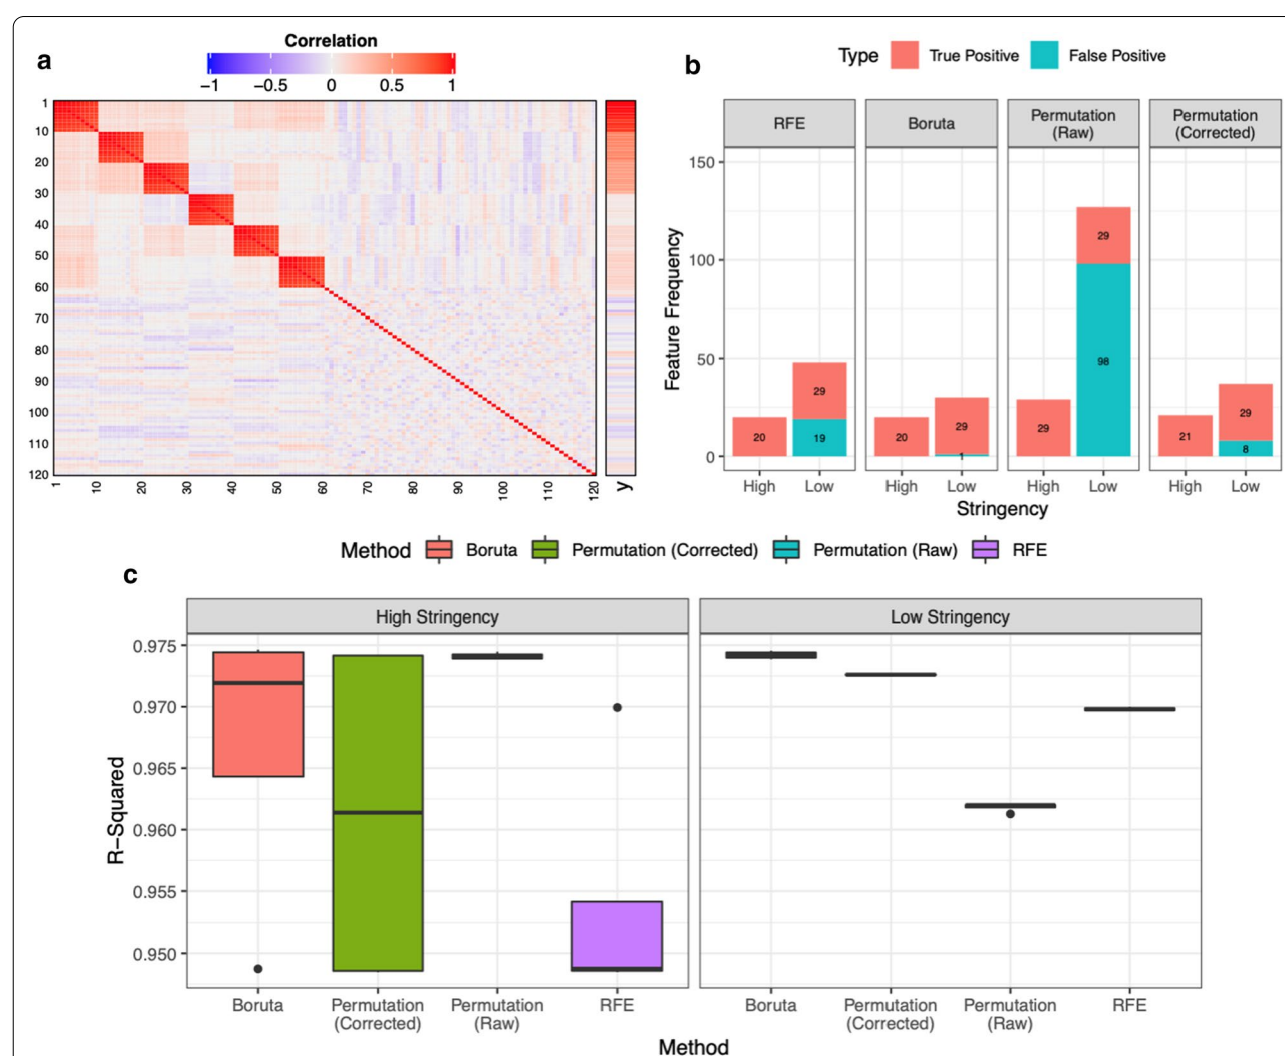 a
Correlation
−1 −0.5 0 0.5 1
1
10
20
30
40
50
60
70
80
90
100
110
120
1 10 20 30 40 50 60 70 80 90 100 110 120 y
b
Type True Positive False Positive
RFE Boruta Permutation (Raw) Permutation (Corrected)
Feature Frequency
150
100
50
0
20 29 19
20 29 1
29 29 98
21 29 8
High Low High Low High Low High Low
Stringency
Method Boruta Permutation (Corrected) Permutation (Raw) RFE
c
High Stringency Low Stringency
R−Squared
0.975
0.970
0.965
0.960
0.955
0.950
Boruta Permutation (Corrected) Permutation (Raw) RFE Boruta Permutation (Corrected) Permutation (Raw) RFE
Method